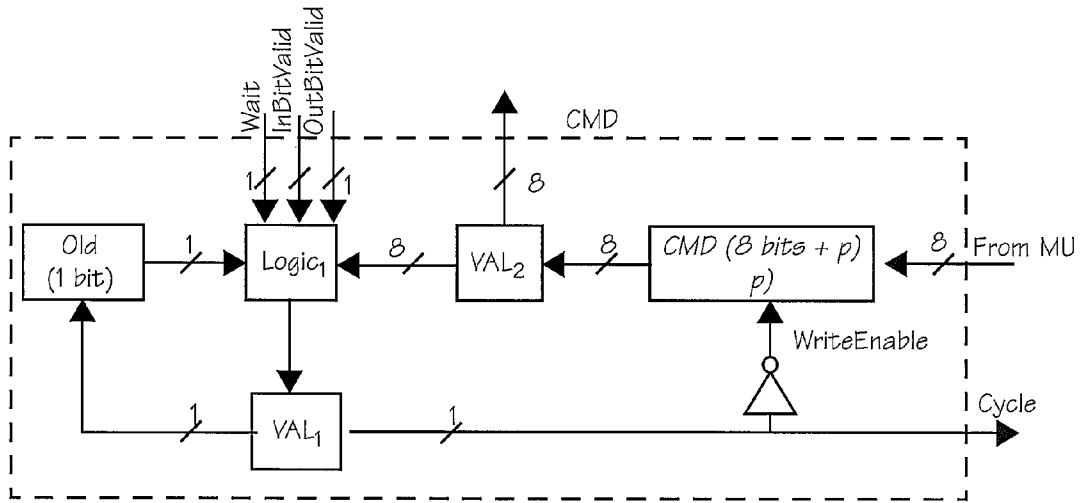 Wait
InBitValid
OutBitValid
CMD
1
1
8
Old
(1 bit)
1
Logic₁
8
VAL₂
8
CMD (8 bits + p)
p)
8
From MU
WriteEnable
1
VAL₁
1
Cycle